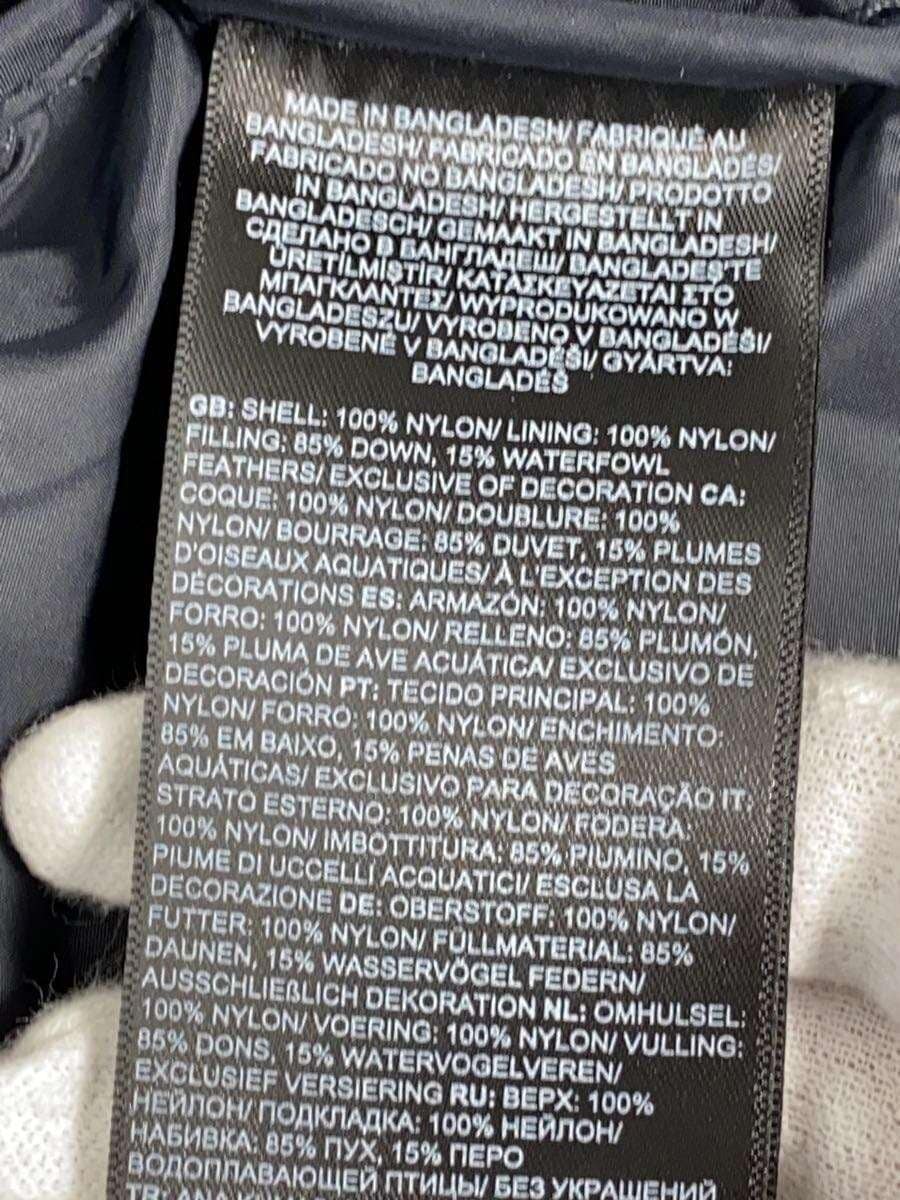 MADE IN BANGLADESH/ FABRIQUÉ AU
BANGLADESH/ FABRICADO EN BANGLADÉS/
FABRICADO NO BANGLADESH/ PRODOTTO
IN BANGLADESH/ HERGESTELLT IN
BANGLADESCH/ GEMAAKT IN BANGLADESH/
СДЕЛАНО В БАНГЛАДЕШ/ BANGLADEŞ'TE
ÜRETİLMİŞTİR/ ΚΑΤΑΣΚΕΥΑΖΕΤΑΙ ΣΤΟ
ΜΠΑΓΚΛΑΝΤΕΣ/ WYPRODUKOWANO W
BANGLADESZU/ VYROBENO V BANGLADÉŠI/
VYROBENÉ V BANGLADÉŠI/ GYÁRTVA:
BANGLADÉS
GB: SHELL: 100% NYLON/ LINING: 100% NYLON/
FILLING: 85% DOWN, 15% WATERFOWL
FEATHERS/ EXCLUSIVE OF DECORATION CA:
COQUE: 100% NYLON/ DOUBLURE: 100%
NYLON/ BOURRAGE: 85% DUVET, 15% PLUMES
D'OISEAUX AQUATIQUES/ À L'EXCEPTION DES
DÉCORATIONS ES: ARMAZÓN: 100% NYLON/
FORRO: 100% NYLON/ RELLENO: 85% PLUMÓN,
15% PLUMA DE AVE ACUÁTICA/ EXCLUSIVO DE
DECORACIÓN PT: TECIDO PRINCIPAL: 100%
NYLON/ FORRO: 100% NYLON/ ENCHIMENTO:
85% EM BAIXO, 15% PENAS DE AVES
AQUÁTICAS/ EXCLUSIVO PARA DECORAÇÃO IT:
STRATO ESTERNO: 100% NYLON/ FODERA:
100% NYLON/ IMBOTTITURA: 85% PIUMINO, 15%
PIUME DI UCCELLI ACQUATICI/ ESCLUSA LA
DECORAZIONE DE: OBERSTOFF: 100% NYLON/
FUTTER: 100% NYLON/ FÜLLMATERIAL: 85%
DAUNEN, 15% WASSERVÖGEL FEDERN/
AUSSCHLIEßLICH DEKORATION NL: OMHULSEL:
100% NYLON/ VOERING: 100% NYLON/ VULLING:
85% DONS, 15% WATERVOGELVEREN/
EXCLUSIEF VERSIERING RU: ВЕРХ: 100%
НЕЙЛОН/ ПОДКЛАДКА: 100% НЕЙЛОН/
НАБИВКА: 85% ПУХ, 15% ПЕРО
ВОДОПЛАВАЮЩЕЙ ПТИЦЫ/ БЕЗ УКРАШЕНИЙ
TR: